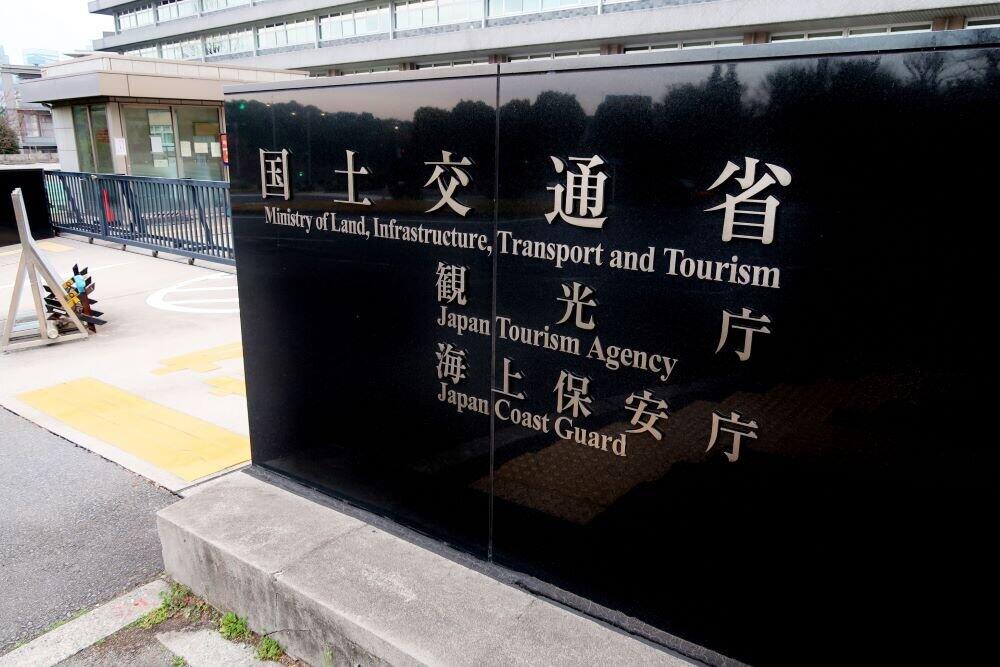 国土交通省
Ministry of Land, Infrastructure, Transport and Tourism
観光庁
Japan Tourism Agency
海上保安庁
Japan Coast Guard